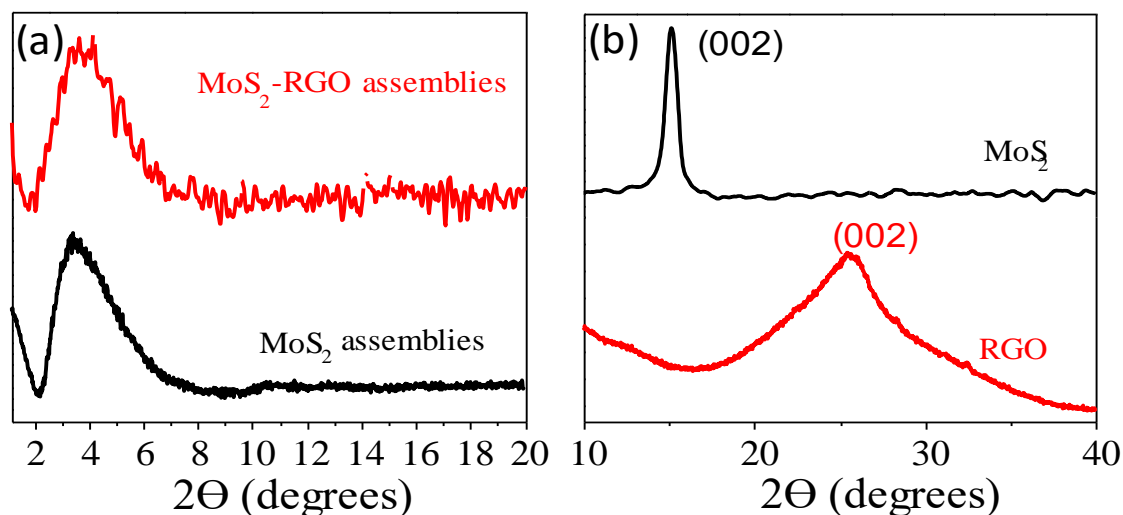 (a)
MoS₂-RGO assemblies
MoS₂ assemblies
2 4 6 8 10 12 14 16 18 20
2Θ (degrees)
(b)
(002)
MoS₂
(002)
RGO
10 20 30 40
2Θ (degrees)